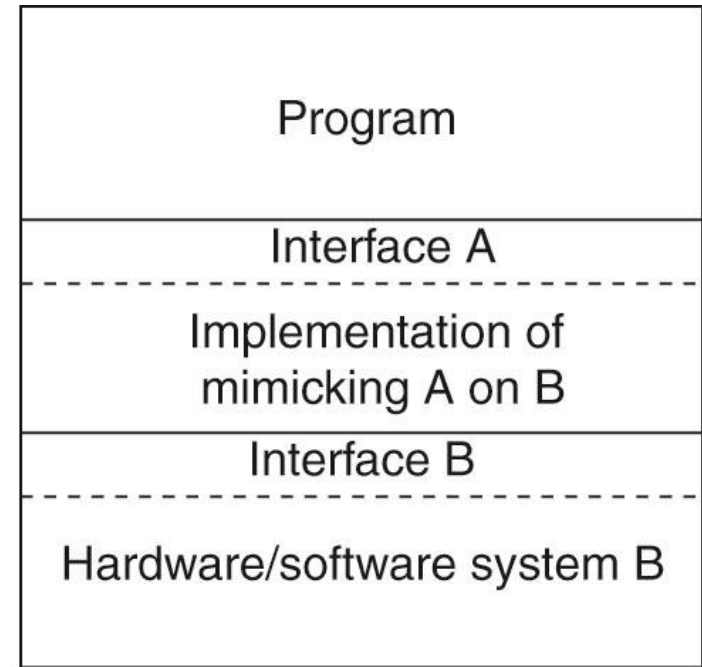 Program
Interface A
Implementation of
mimicking A on B
Interface B
Hardware/software system B